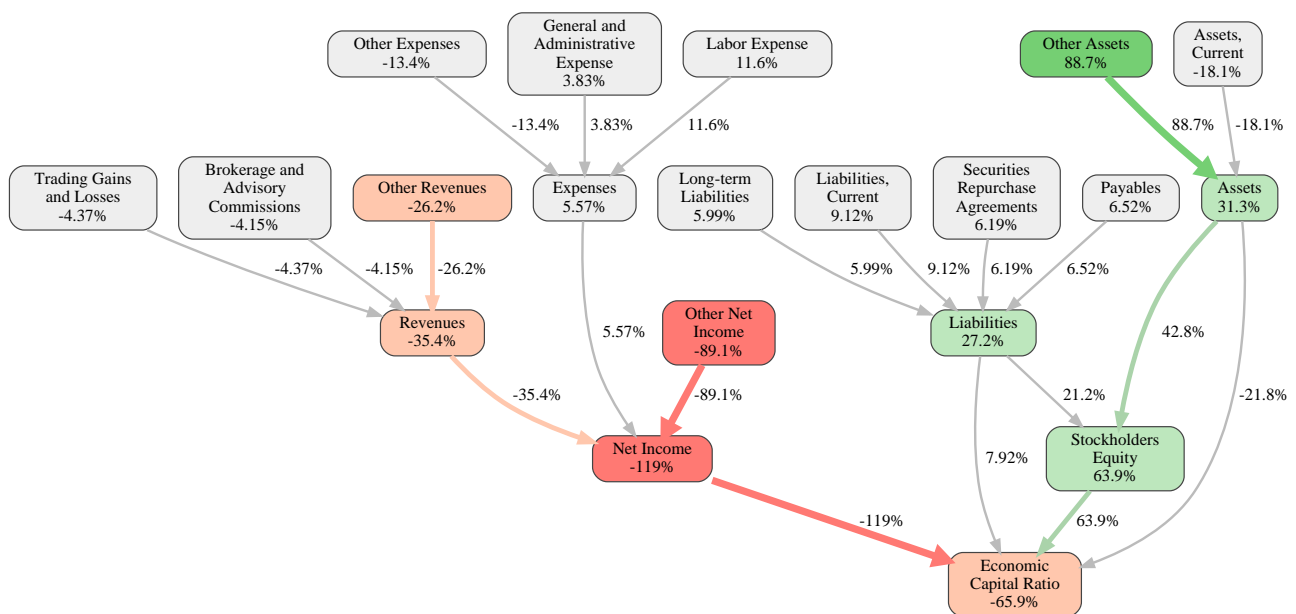 General and
Administrative
Expense
3.83%
Other Expenses
-13.4%
Labor Expense
11.6%
Other Assets
88.7%
Assets,
Current
-18.1%
-13.4%
3.83%
11.6%
88.7%
-18.1%
Trading Gains
and Losses
-4.37%
Brokerage and
Advisory
Commissions
-4.15%
Other Revenues
-26.2%
Expenses
5.57%
Long-term
Liabilities
5.99%
Liabilities,
Current
9.12%
Securities
Repurchase
Agreements
6.19%
Payables
6.52%
Assets
31.3%
-4.37%
-4.15%
-26.2%
5.99%
9.12%
6.19%
6.52%
Revenues
-35.4%
5.57%
Other Net
Income
-89.1%
Liabilities
27.2%
42.8%
-35.4%
-89.1%
21.2%
-21.8%
Net Income
-119%
7.92%
Stockholders
Equity
63.9%
-119%
63.9%
Economic
Capital Ratio
-65.9%